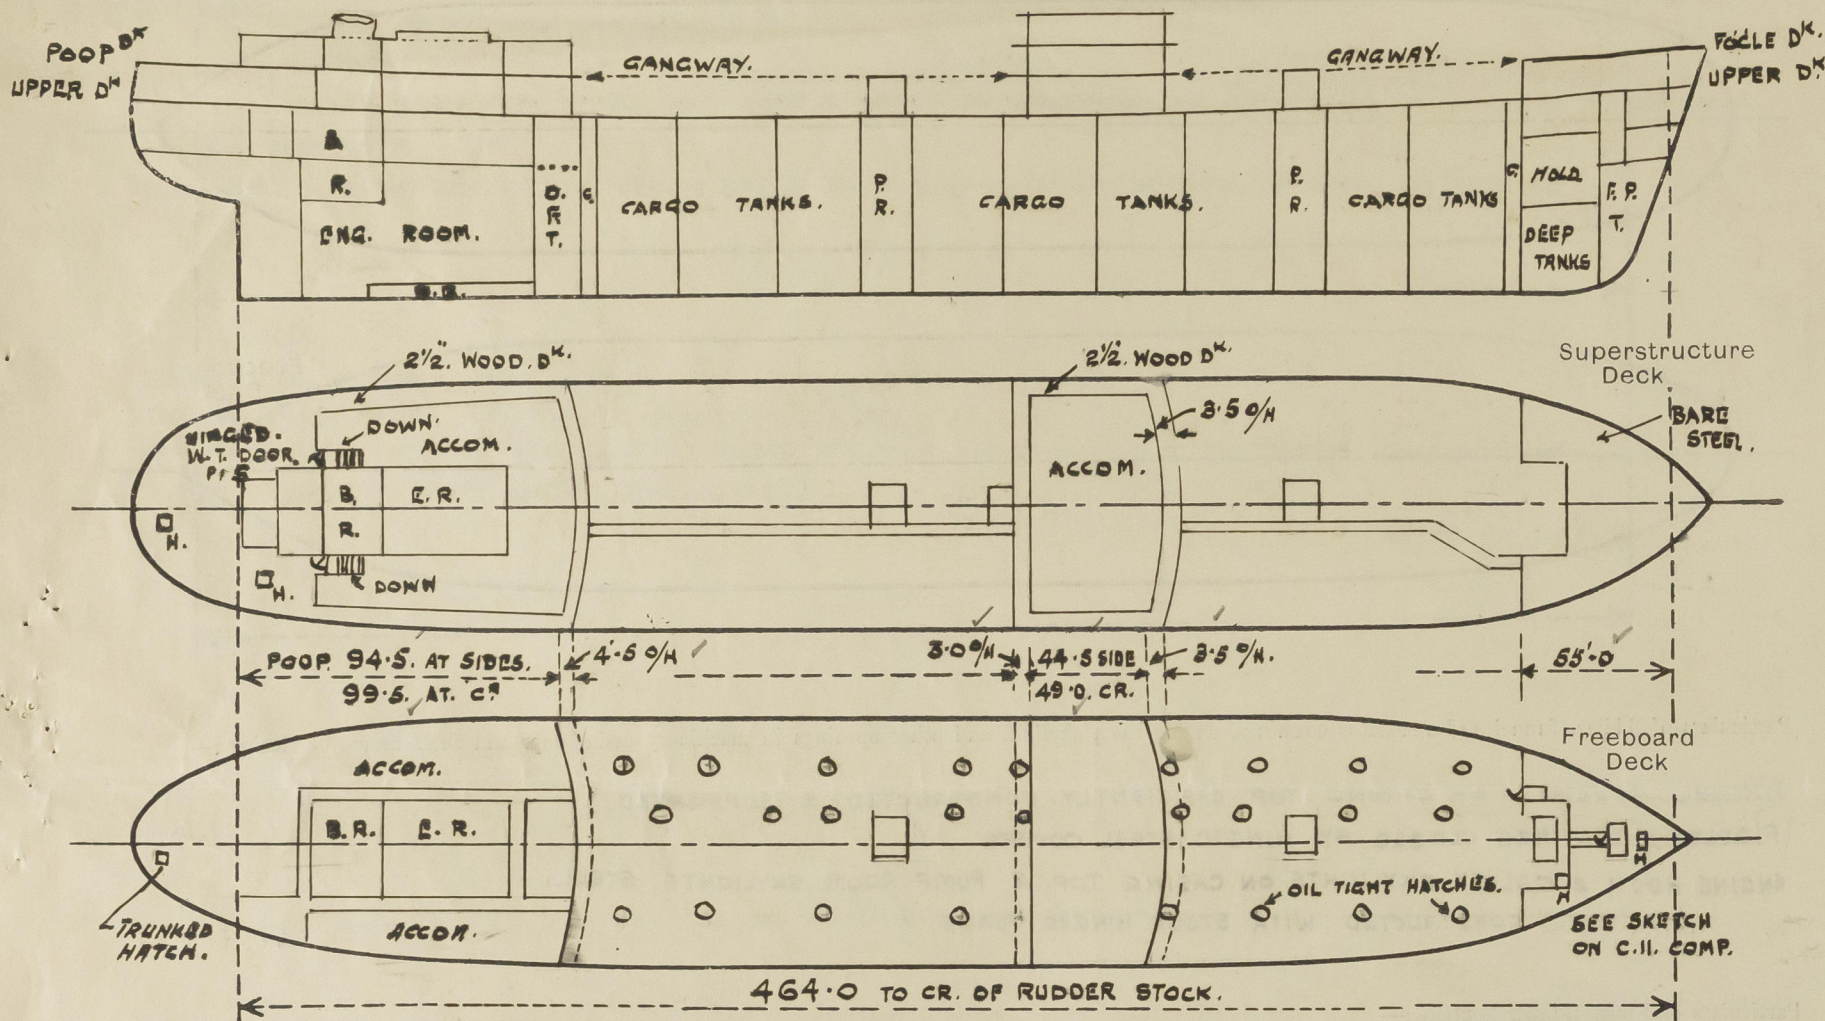 POOP DK
UPPER DK
GANGWAY.
GANGWAY.
FOCLE DK.
UPPER DK
B
R.
ENG. ROOM.
O.
F.
T.
C.
CARGO TANKS.
P.
R.
CARGO TANKS.
P.
R.
CARGO TANKS
C.
HOLD
DEEP
TANKS
F. P.
T.
2½". WOOD. DK.
2½". WOOD DK
Superstructure
Deck
HINGED.
W.T. DOOR.
P & S
DOWN.
ACCOM.
3.5 O/H
BARE
STEEL.
ACCOM.
B.
R.
E.R.
H.
H.
DOWN
POOP. 94.5. AT SIDES.
99.5. AT. CR
4'.5 O/H
3.0 O/H
44.5 SIDE
49.0. CR.
3.5 O/H.
55'.0
Freeboard
Deck
ACCOM.
B.R.
E.R.
ACCOM.
TRUNKED
HATCH.
OIL TIGHT HATCHES.
H
H
SEE SKETCH
ON C.11. COMP.
464.0 TO CR. OF RUDDER STOCK.